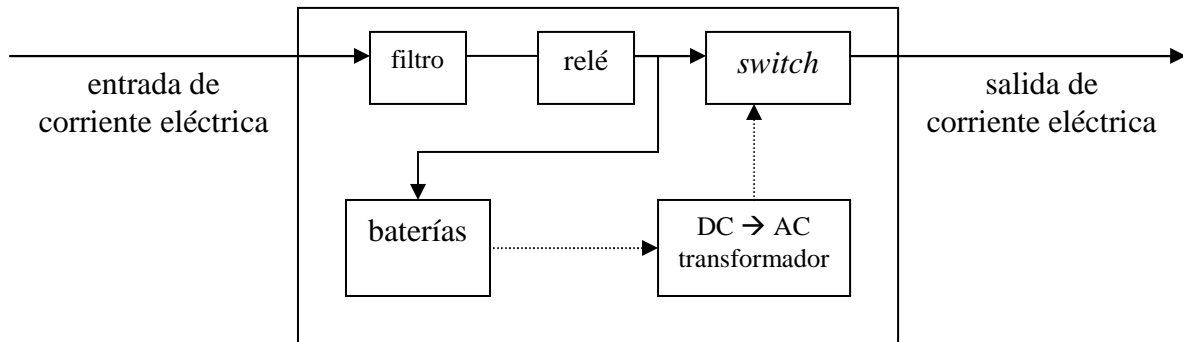 filtro
relé
switch
entrada de
corriente eléctrica
salida de
corriente eléctrica
baterías
DC → AC
transformador